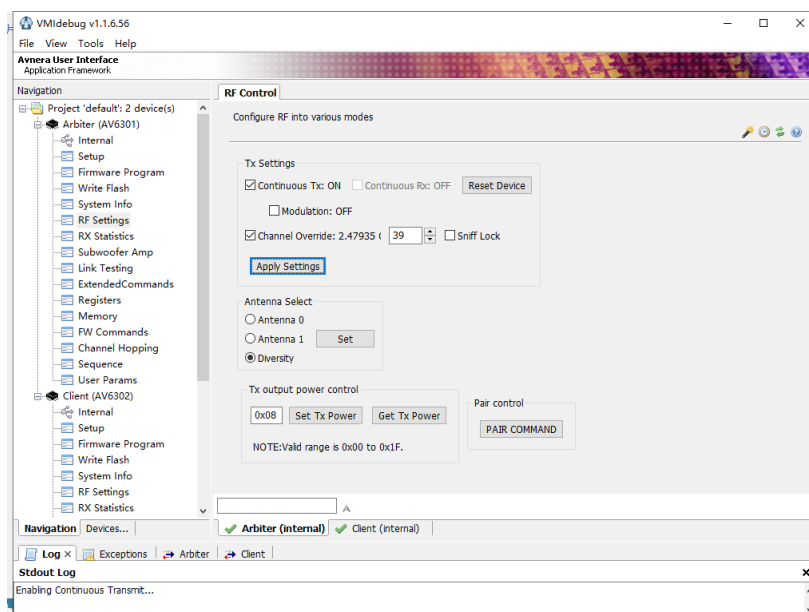 VMIdebug v1.1.6.56
File View Tools Help
Avnera User Interface
Application Framework
Navigation
Project 'default': 2 device(s)
Arbiter (AV6301)
Internal
Setup
Firmware Program
Write Flash
System Info
RF Settings
RX Statistics
Subwoofer Amp
Link Testing
ExtendedCommands
Registers
Memory
FW Commands
Channel Hopping
Sequence
User Params
Client (AV6302)
Internal
Setup
Firmware Program
Write Flash
System Info
RF Settings
RX Statistics
Navigation Devices...
RF Control
Configure RF into various modes
Tx Settings
Continuous Tx: ON Continuous Rx: OFF Reset Device
Modulation: OFF
Channel Override: 2.47935 ( 39 Sniff Lock
Apply Settings
Antenna Select
Antenna 0
Antenna 1 Set
Diversity
Tx output power control
0x08 Set Tx Power Get Tx Power
NOTE:Valid range is 0x00 to 0x1F.
Pair control
PAIR COMMAND
Arbiter (internal) Client (internal)
Log Exceptions Arbiter Client
Stdout Log
Enabling Continuous Transmit...